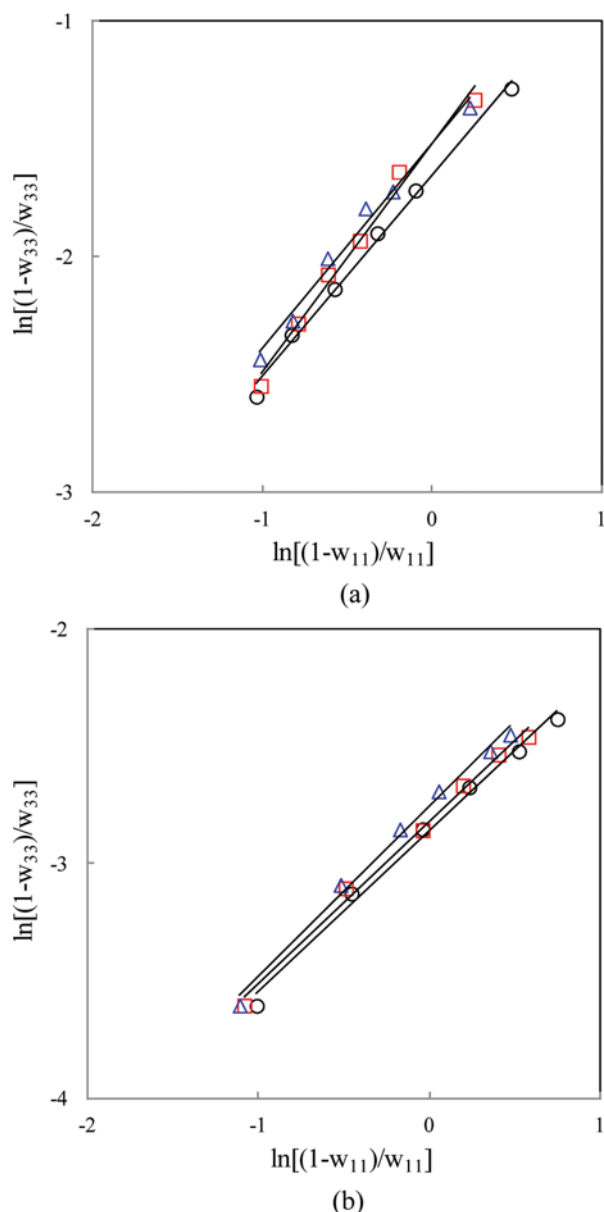 -1
-2
-3
ln[(1-w₃₃)/w₃₃]
-2 -1 0 1
ln[(1-w₁₁)/w₁₁]
(a)
-2
-3
-4
ln[(1-w₃₃)/w₃₃]
-2 -1 0 1
ln[(1-w₁₁)/w₁₁]
(b)